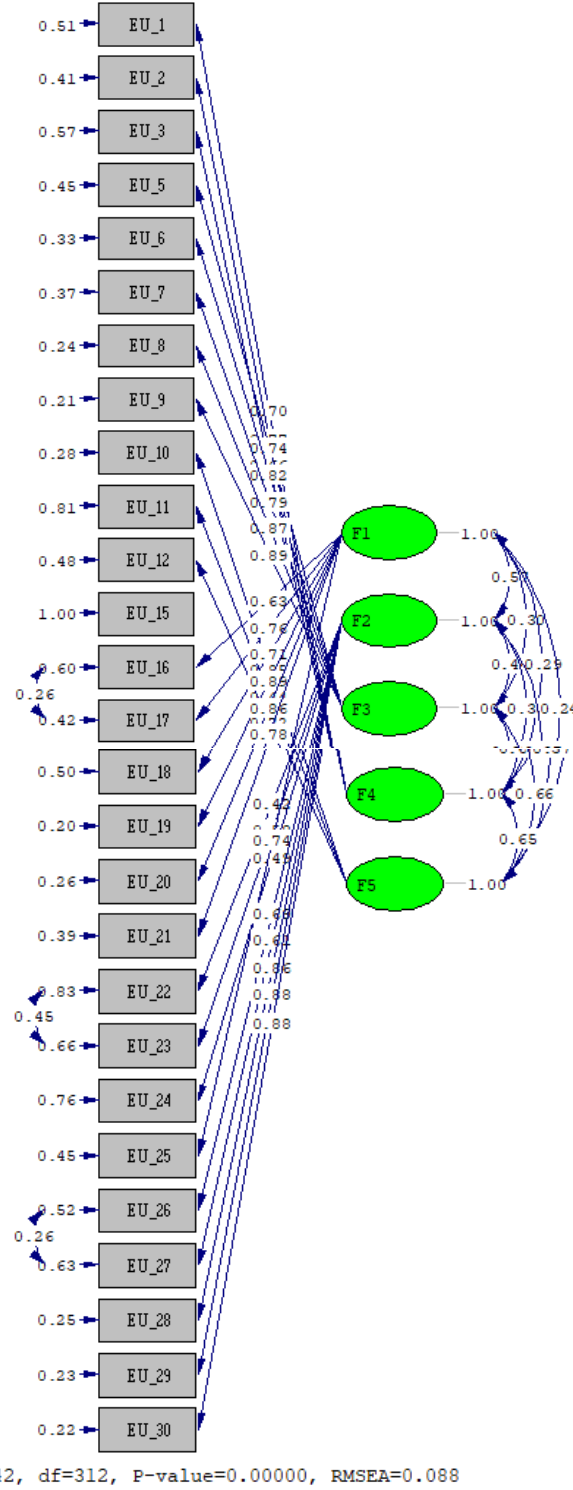 0.51 EU_1
0.41 EU_2
0.57 EU_3
0.45 EU_5
0.33 EU_6
0.37 EU_7
0.24 EU_8
0.21 EU_9
0.70
0.74
0.28 EU_10
0.82
0.81 EU_11
0.79
0.87
F1 1.00
0.48 EU_12
0.89
1.00 EU_15
0.63
F2 1.00 0.30
0.76
0.60 EU_16
0.71
0.29
0.26
0.89
0.86
F3 1.00 0.24
0.42 EU_17
0.78
0.50 EU_18
F4 1.00 0.66
0.42
0.20 EU_19
0.74
0.65
0.49
0.26 EU_20
F5 1.00
0.39 EU_21
0.61
0.86
0.83 EU_22
0.88
0.45
0.88
0.66 EU_23
0.76 EU_24
0.45 EU_25
0.52 EU_26
0.26
0.63 EU_27
0.25 EU_28
0.23 EU_29
0.22 EU_30
df=312, P-value=0.00000, RMSEA=0.088